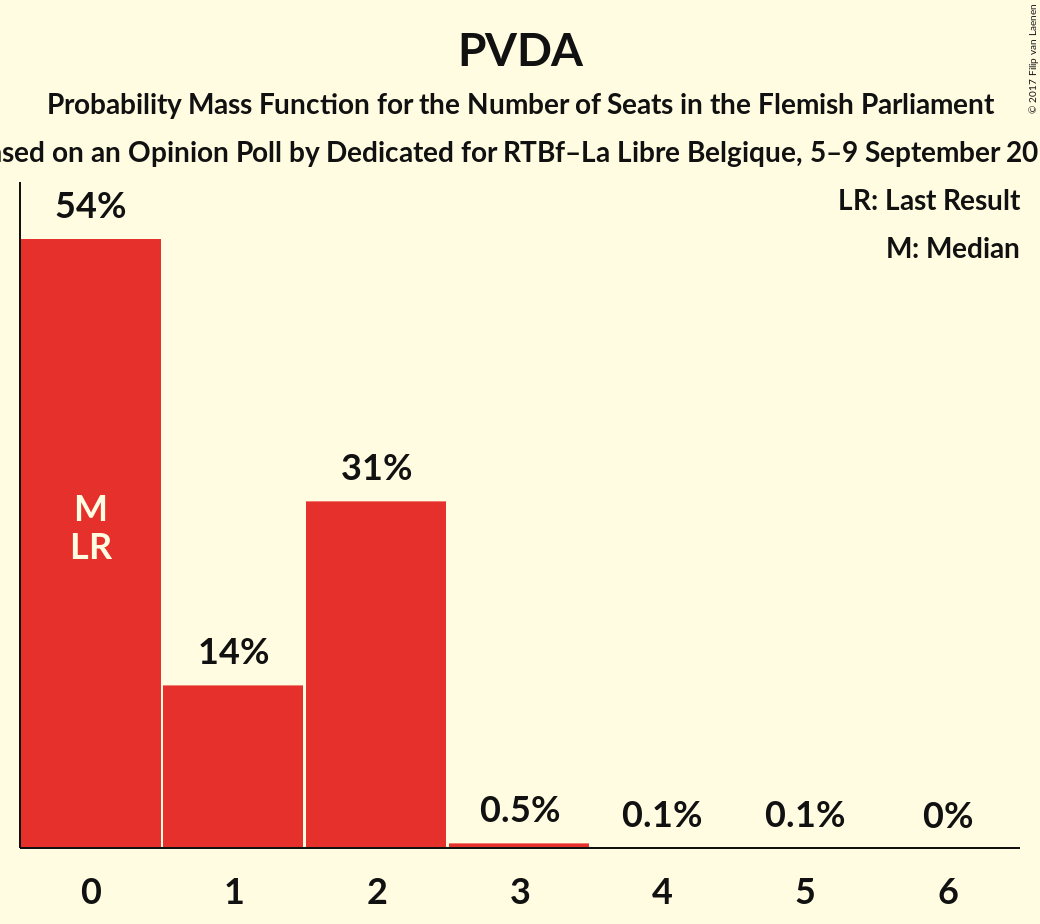 PVDA
Probability Mass Function for the Number of Seats in the Flemish Parliament
on an Opinion Poll by Dedicated for RTBf–La Libre Belgique, 5–9 September
LR: Last Result
M: Median
54%
31%
14%
0.5%
0.1%
0.1%
0%
M
LR
0
1
2
3
4
5
6
© 2017 Filip van Laenen